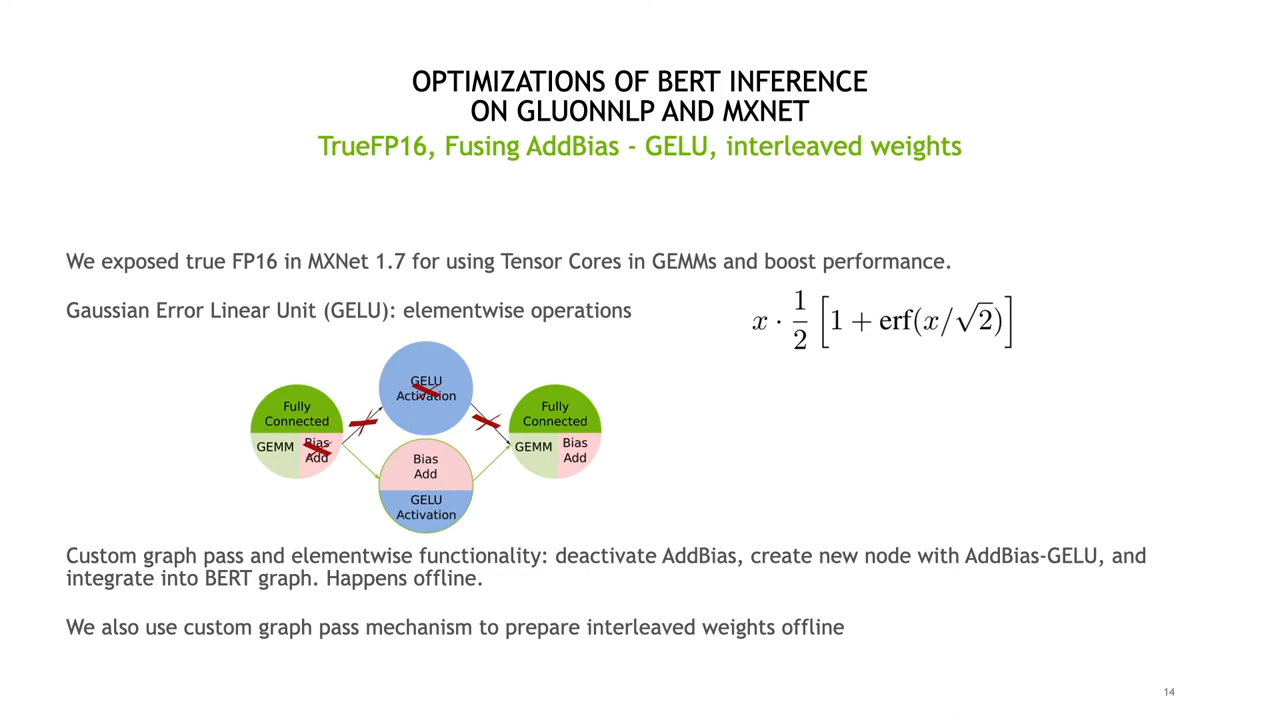 OPTIMIZATIONS OF BERT INFERENCE
ON GLUONNLP AND MXNET
TrueFP16, Fusing AddBias - GELU, interleaved weights
We exposed true FP16 in MXNet 1.7 for using Tensor Cores in GEMMs and boost performance.
Gaussian Error Linear Unit (GELU): elementwise operations
x · 1/2 [1 + erf(x/√2)]
GELU
Activation
Fully
Connected
GEMM
Bias
Add
Bias
Add
GELU
Activation
Fully
Connected
GEMM
Bias
Add
Custom graph pass and elementwise functionality: deactivate AddBias, create new node with AddBias-GELU, and
integrate into BERT graph. Happens offline.
We also use custom graph pass mechanism to prepare interleaved weights offline
14